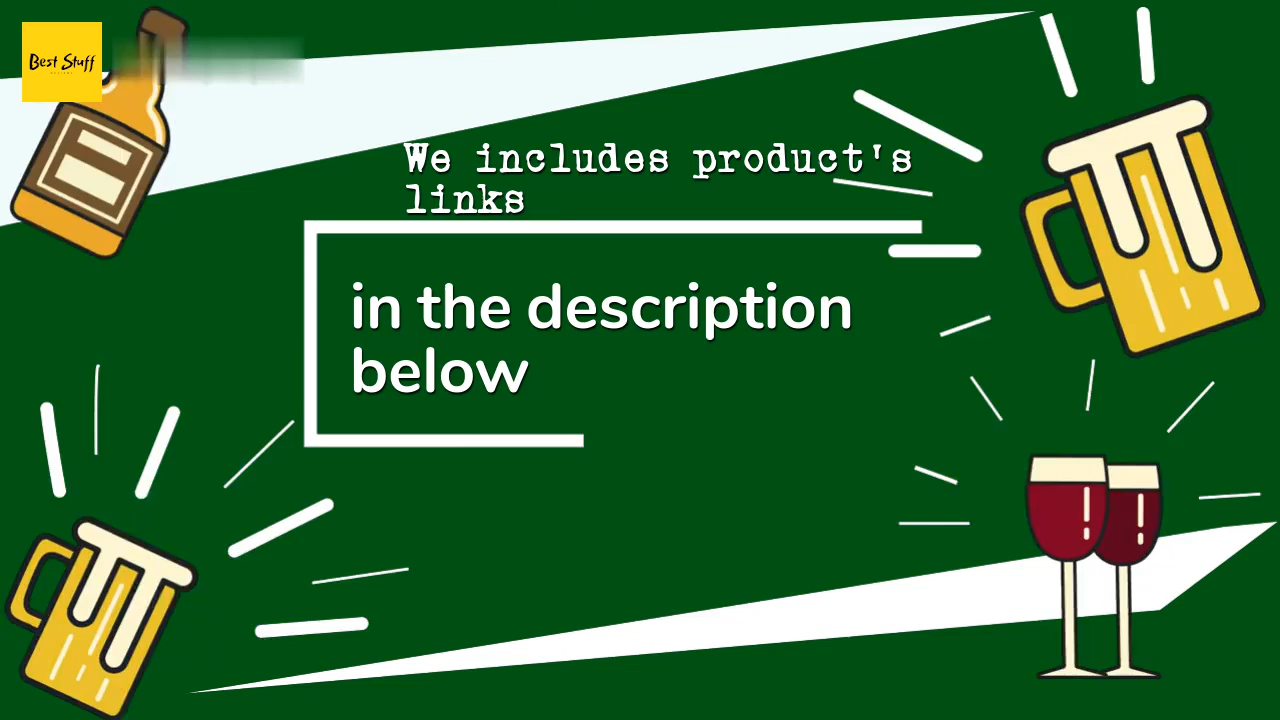 Best Stuff
We includes product's
links
in the description
below